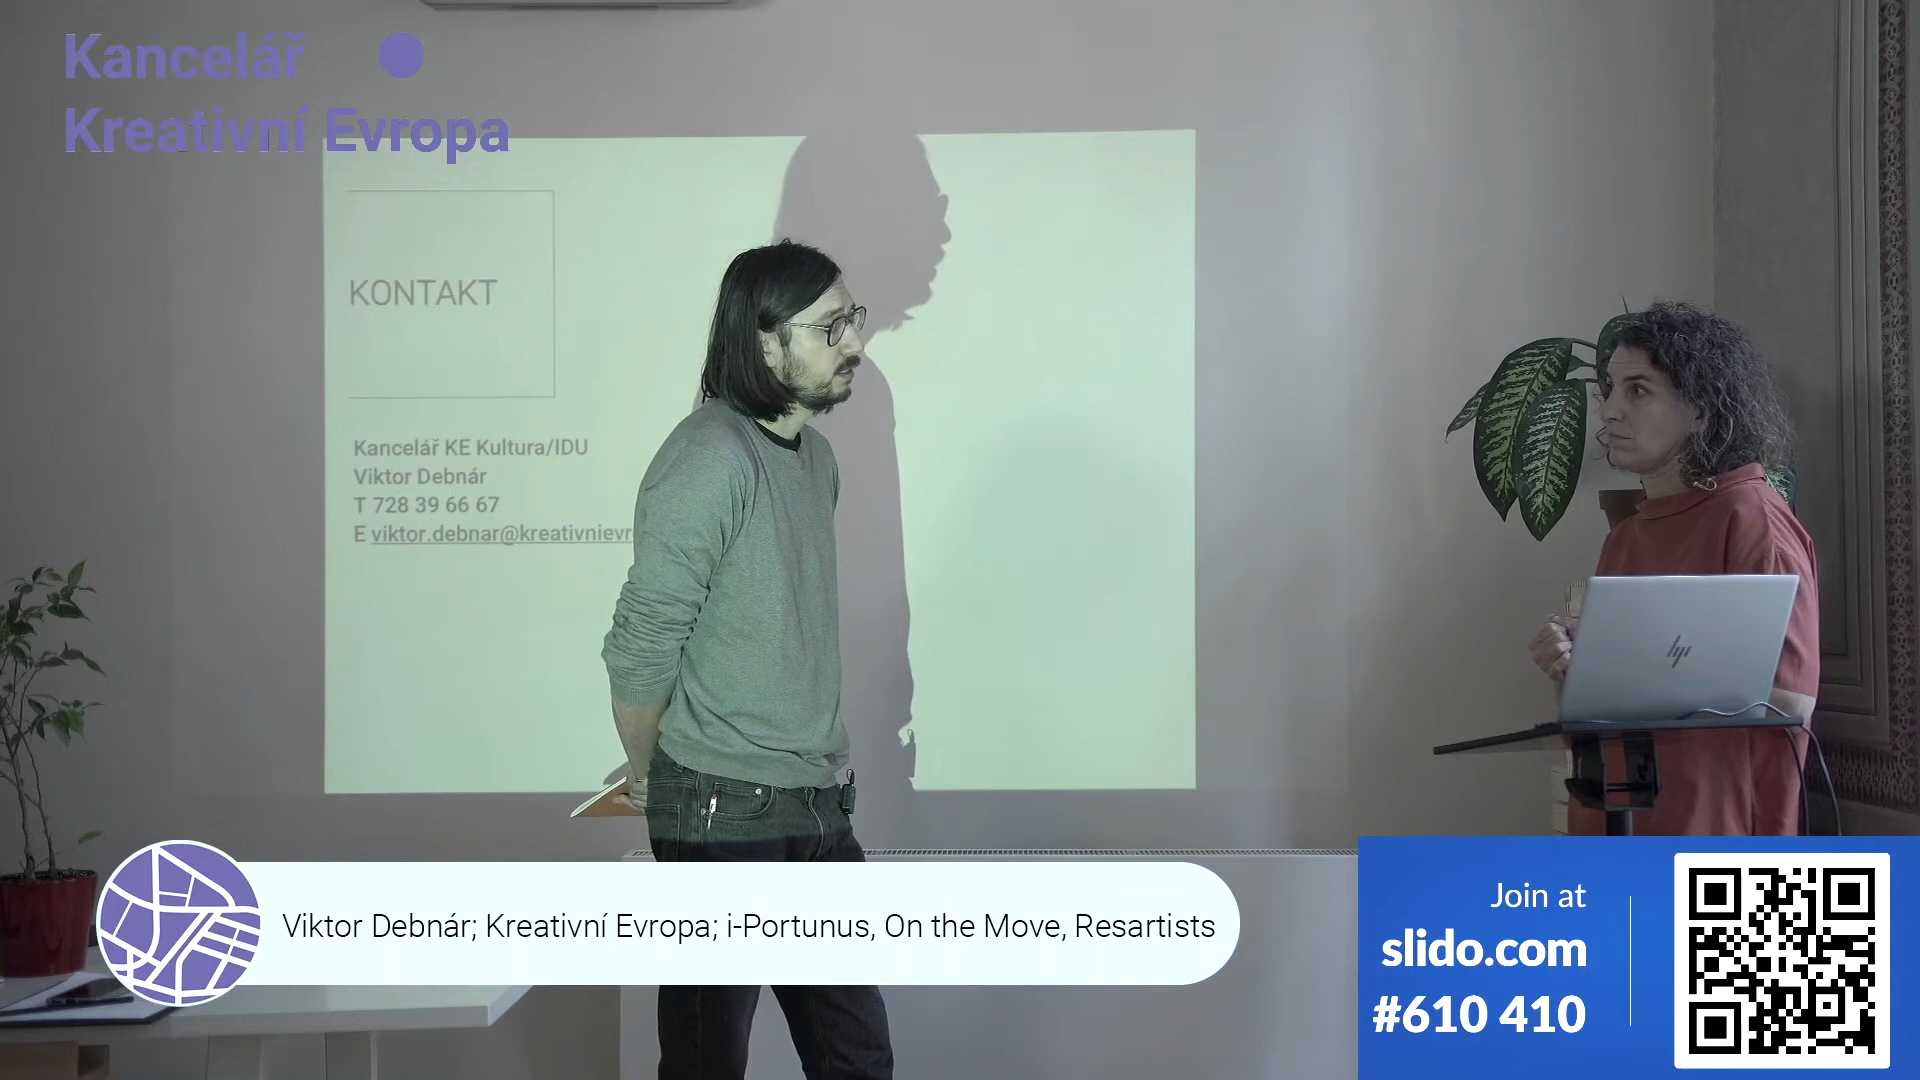 Kancelář
Kreativní Evropa
KONTAKT
Kancelář KE Kultura/IDU
Viktor Debnár
T 728 39 66 67
E viktor.debnar@kreativnievr
hp
Viktor Debnár; Kreativní Evropa; i-Portunus, On the Move, Resartists
Join at
slido.com
#610 410